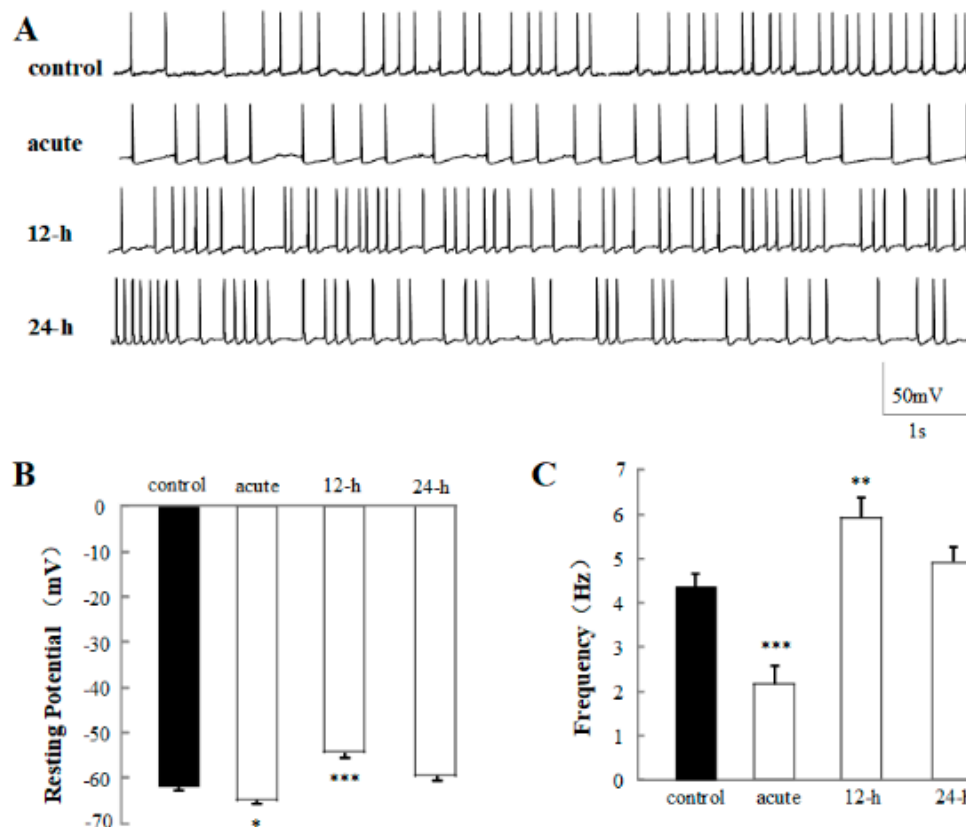 A
control
acute
12-h
24-h
50mV
1s
B
control acute 12-h 24-h
0
-10
-20
-30
-40
-50
-60
-70
Resting Potential （mV）
***
*
C
7
6
5
4
3
2
1
0
Frequency（Hz）
**
***
control acute 12-h 24-h